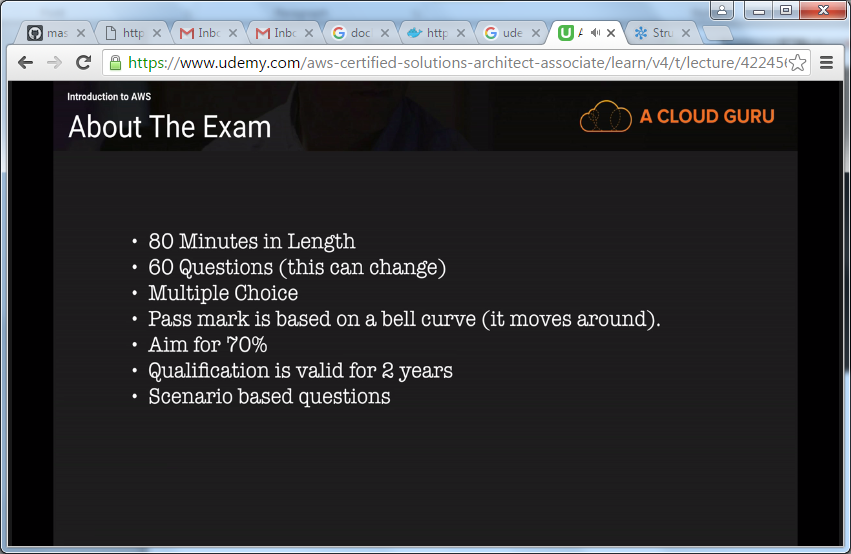 mas
http
Inbo
Inbo
doc
http
ude
A
Stru
https://www.udemy.com/aws-certified-solutions-architect-associate/learn/v4/t/lecture/42245
Introduction to AWS
About The Exam
A CLOUD GURU
• 80 Minutes in Length
• 60 Questions (this can change)
• Multiple Choice
• Pass mark is based on a bell curve (it moves around).
• Aim for 70%
• Qualification is valid for 2 years
• Scenario based questions